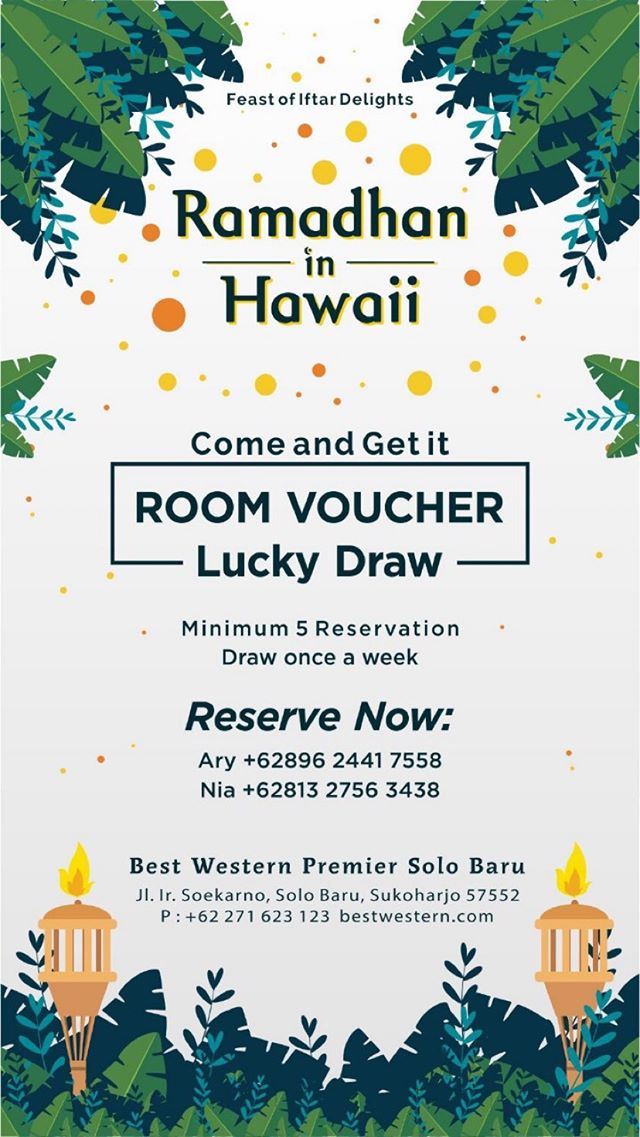 Feast of Iftar Delights
Ramadhan
in
Hawaii
Come and Get it
ROOM VOUCHER
Lucky Draw
Minimum 5 Reservation
Draw once a week
Reserve Now:
Ary +62896 2441 7558
Nia +62813 2756 3438
Best Western Premier Solo Baru
Jl. Ir. Soekarno, Solo Baru, Sukoharjo 57552
P : +62 271 623 123 bestwestern.com